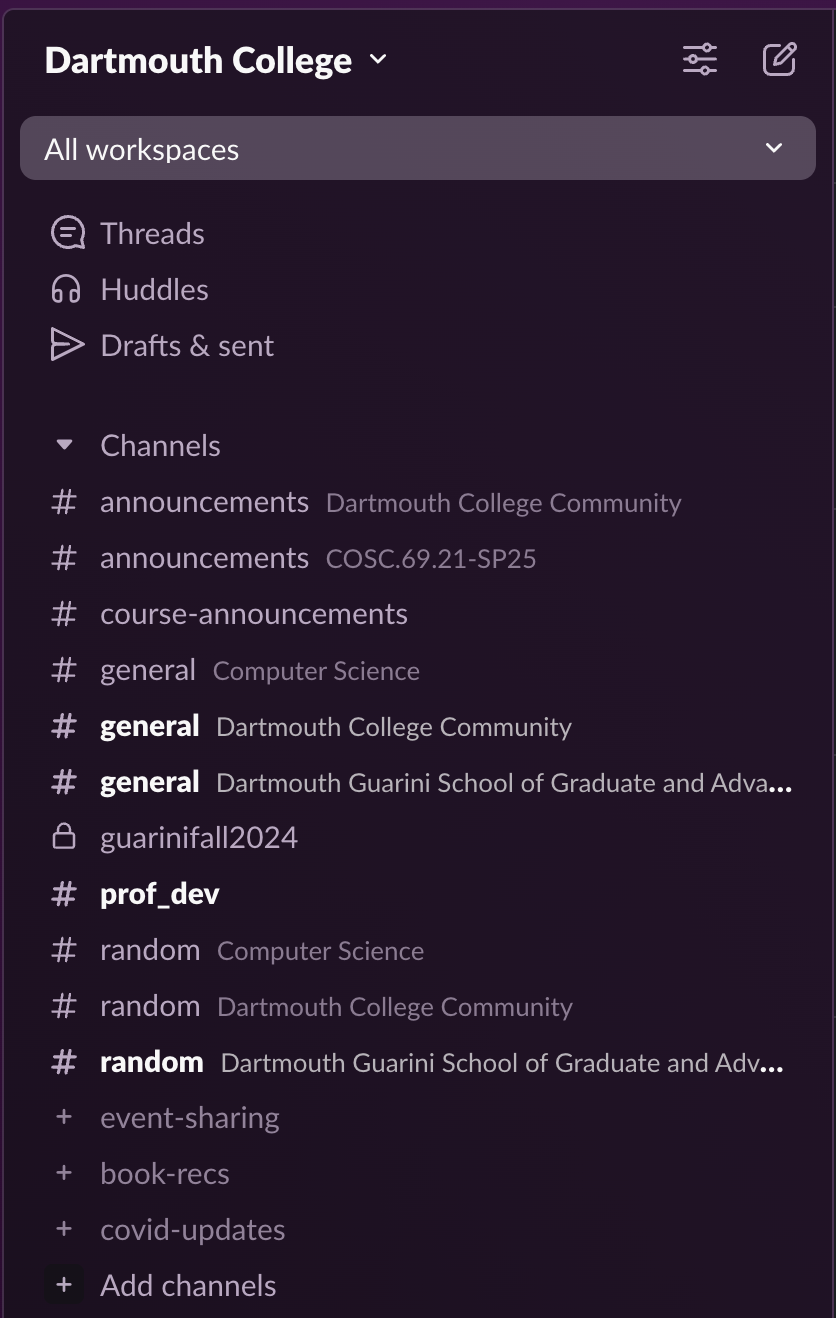 Dartmouth College
All workspaces
Threads
Huddles
Drafts & sent
Channels
# announcements Dartmouth College Community
# announcements COSC.69.21-SP25
# course-announcements
# general Computer Science
# general Dartmouth College Community
# general Dartmouth Guarini School of Graduate and Adva...
guarinifall2024
# prof_dev
# random Computer Science
# random Dartmouth College Community
# random Dartmouth Guarini School of Graduate and Adv...
+ event-sharing
+ book-recs
+ covid-updates
+ Add channels